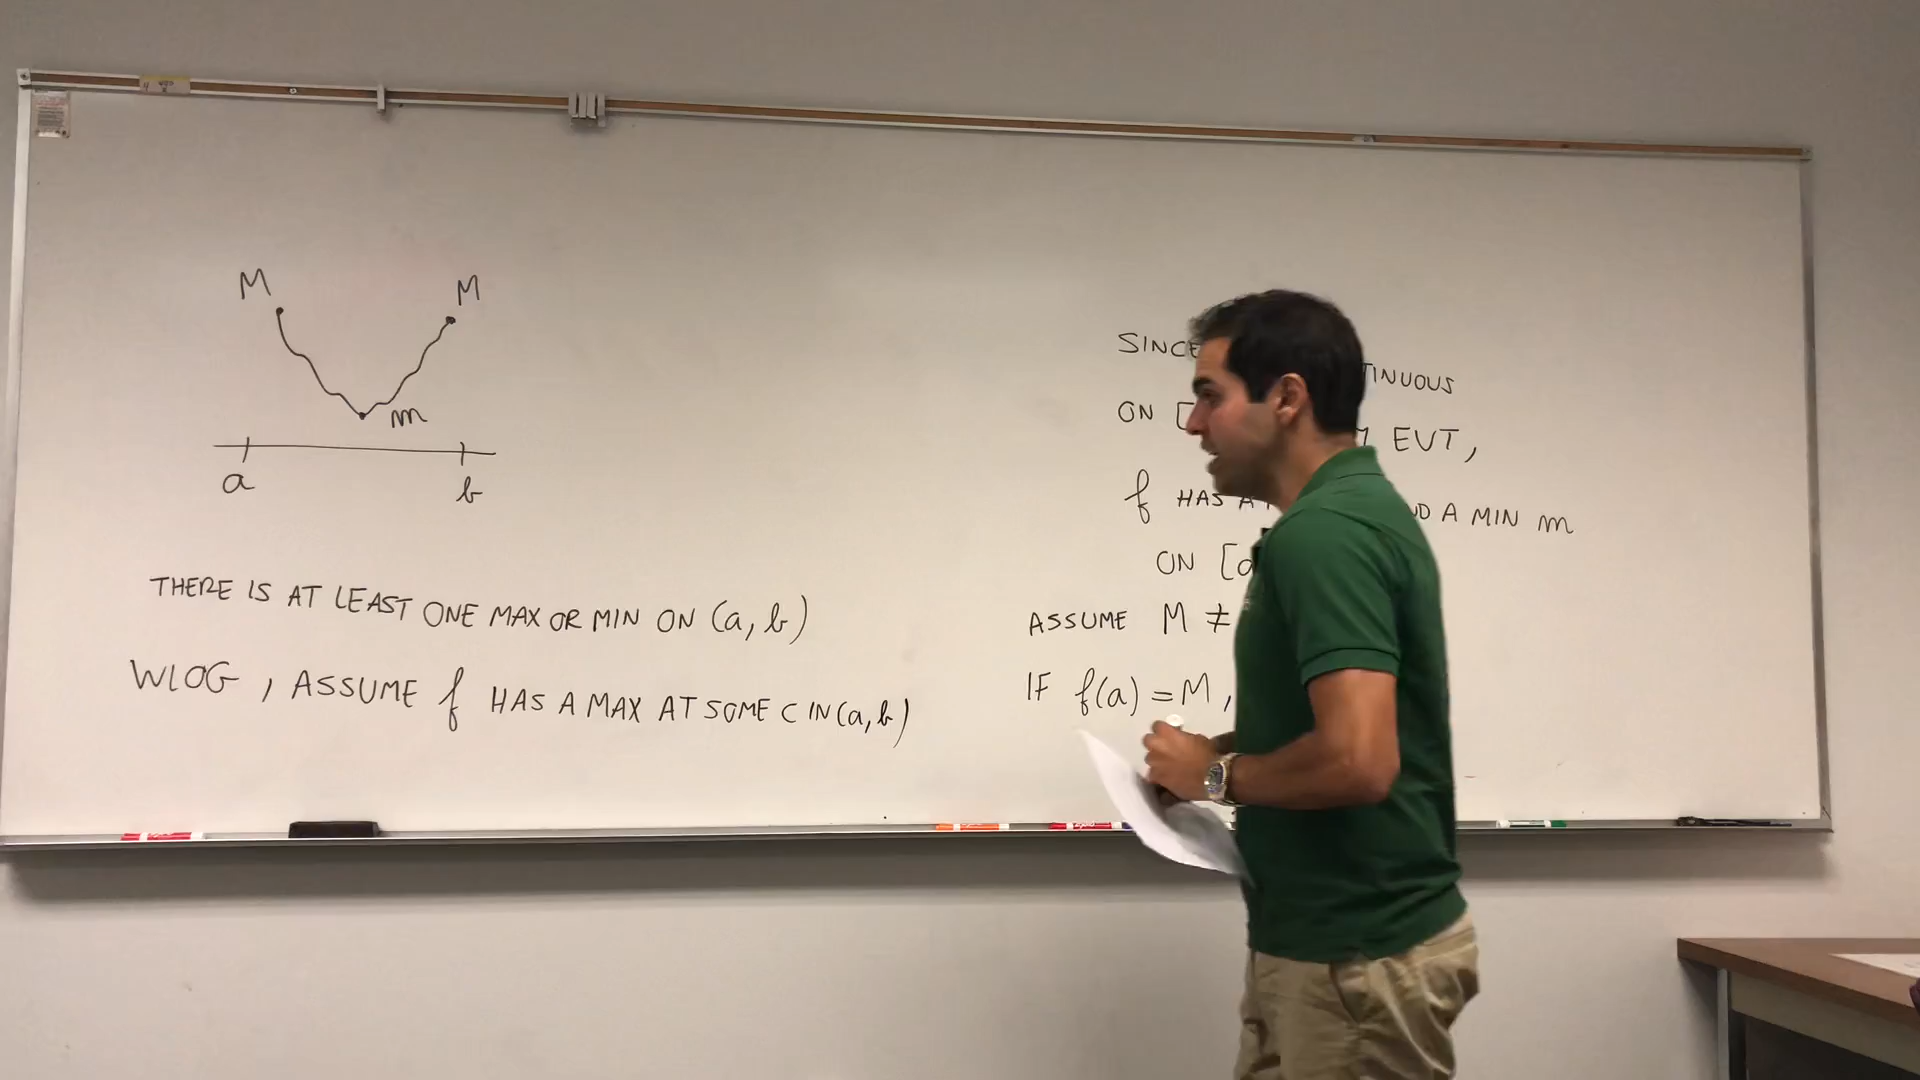 M M
m
a b
THERE IS AT LEAST ONE MAX OR MIN ON (a, b)
WLOG, ASSUME f HAS A MAX AT SOME C IN (a, b)
SINCE TINUOUS
ON [ EVT,
f HAS A A MIN m
ON [a
ASSUME M ≠
IF f(a) = M,